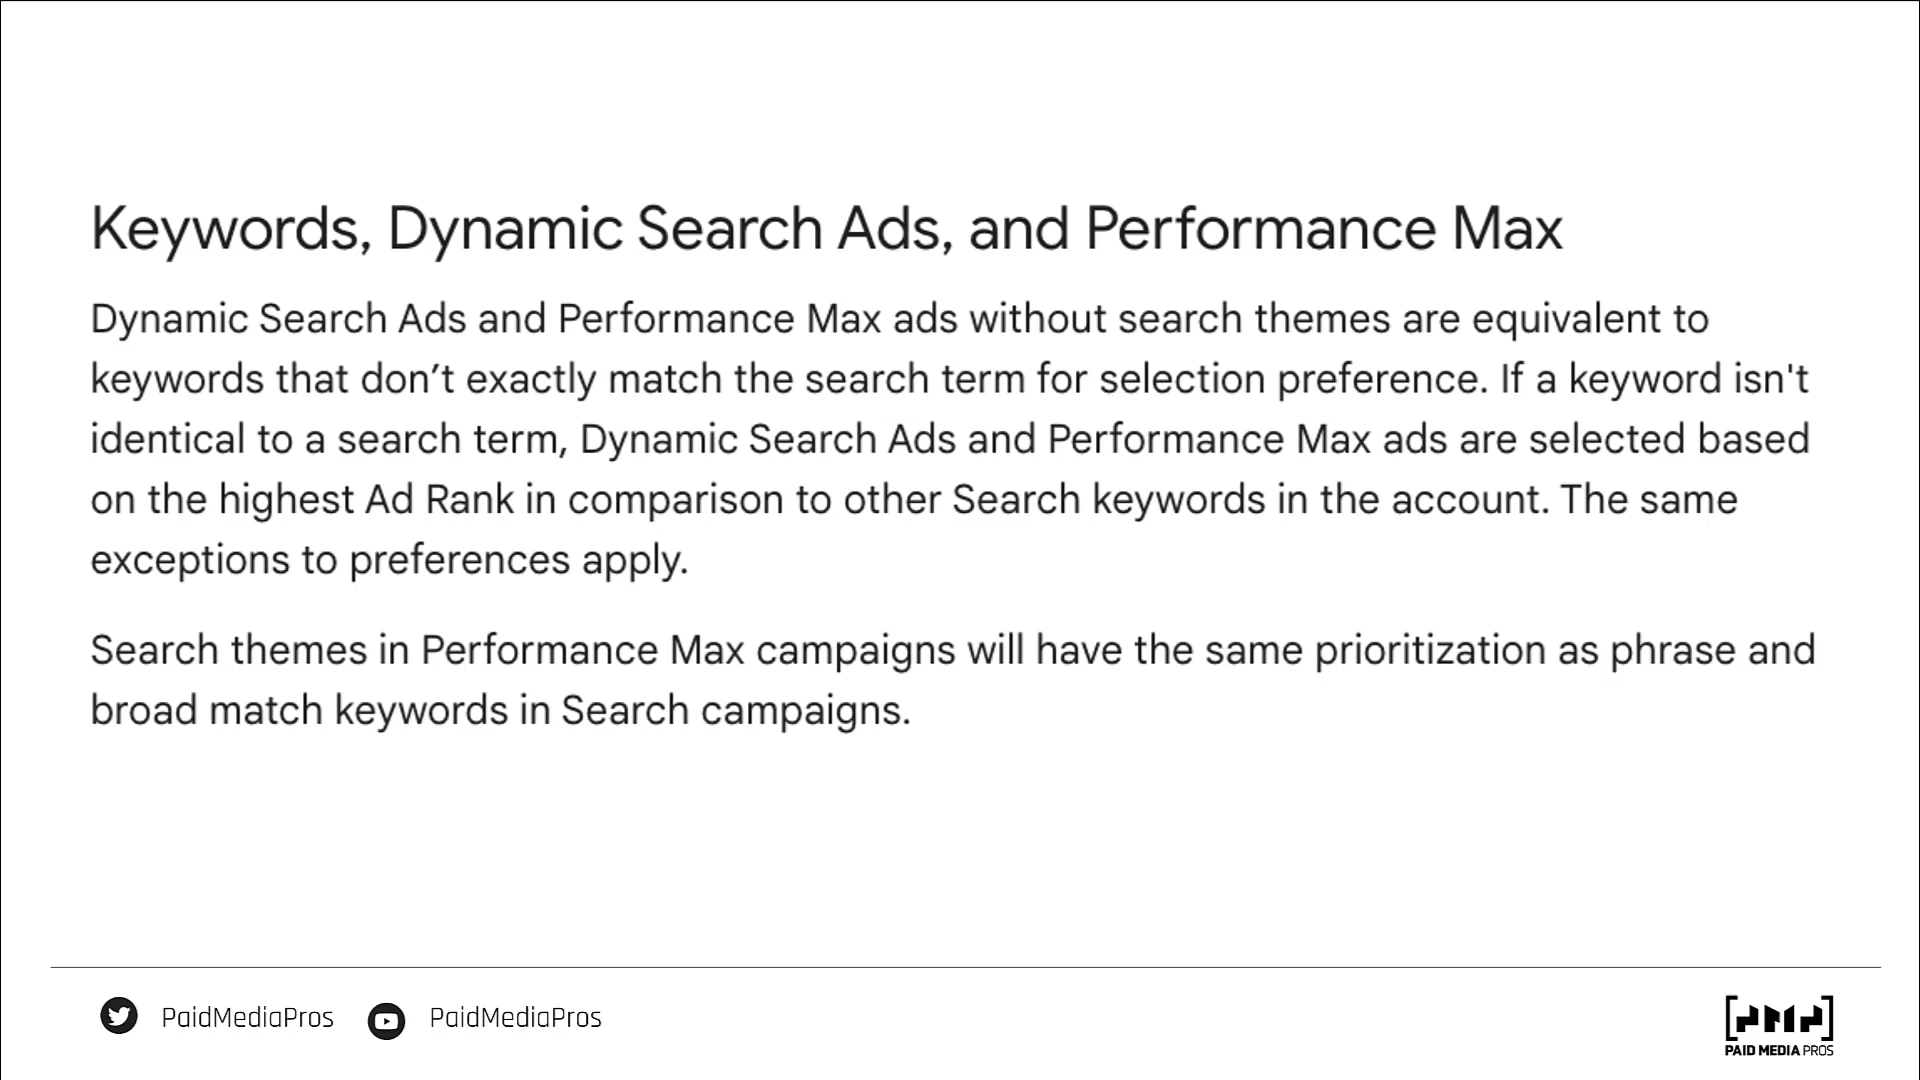 Keywords, Dynamic Search Ads, and Performance Max
Dynamic Search Ads and Performance Max ads without search themes are equivalent to
keywords that don’t exactly match the search term for selection preference. If a keyword isn't
identical to a search term, Dynamic Search Ads and Performance Max ads are selected based
on the highest Ad Rank in comparison to other Search keywords in the account. The same
exceptions to preferences apply.
Search themes in Performance Max campaigns will have the same prioritization as phrase and
broad match keywords in Search campaigns.
PaidMediaPros PaidMediaPros
[PMP]
PAID MEDIA PROS